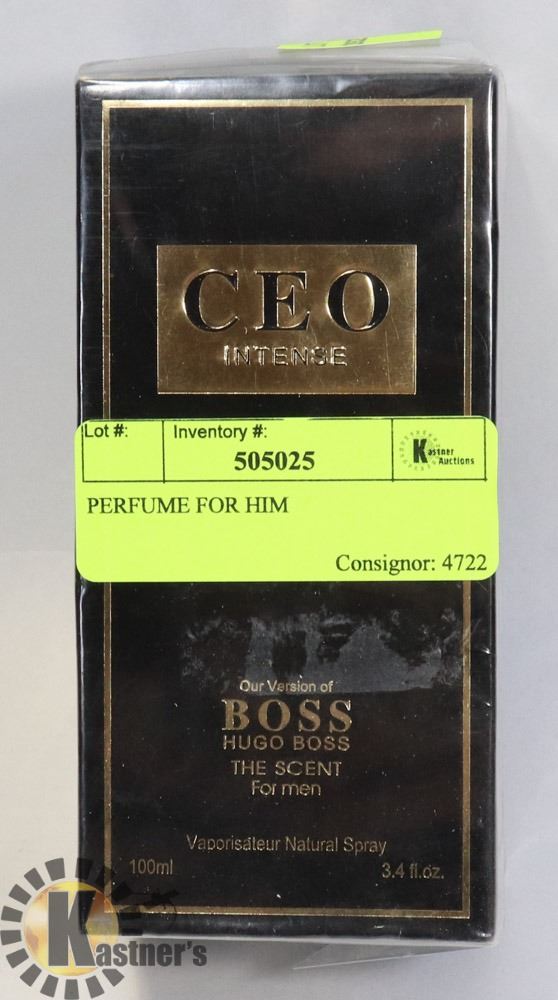 CEO
INTENSE
Lot #:
Inventory #:
505025
Kastner
Auctions
PERFUME FOR HIM
Consignor: 4722
Our Version of
BOSS
HUGO BOSS
THE SCENT
For men
Vaporisateur Natural Spray
100ml
3.4 fl.oz.
Kastner's